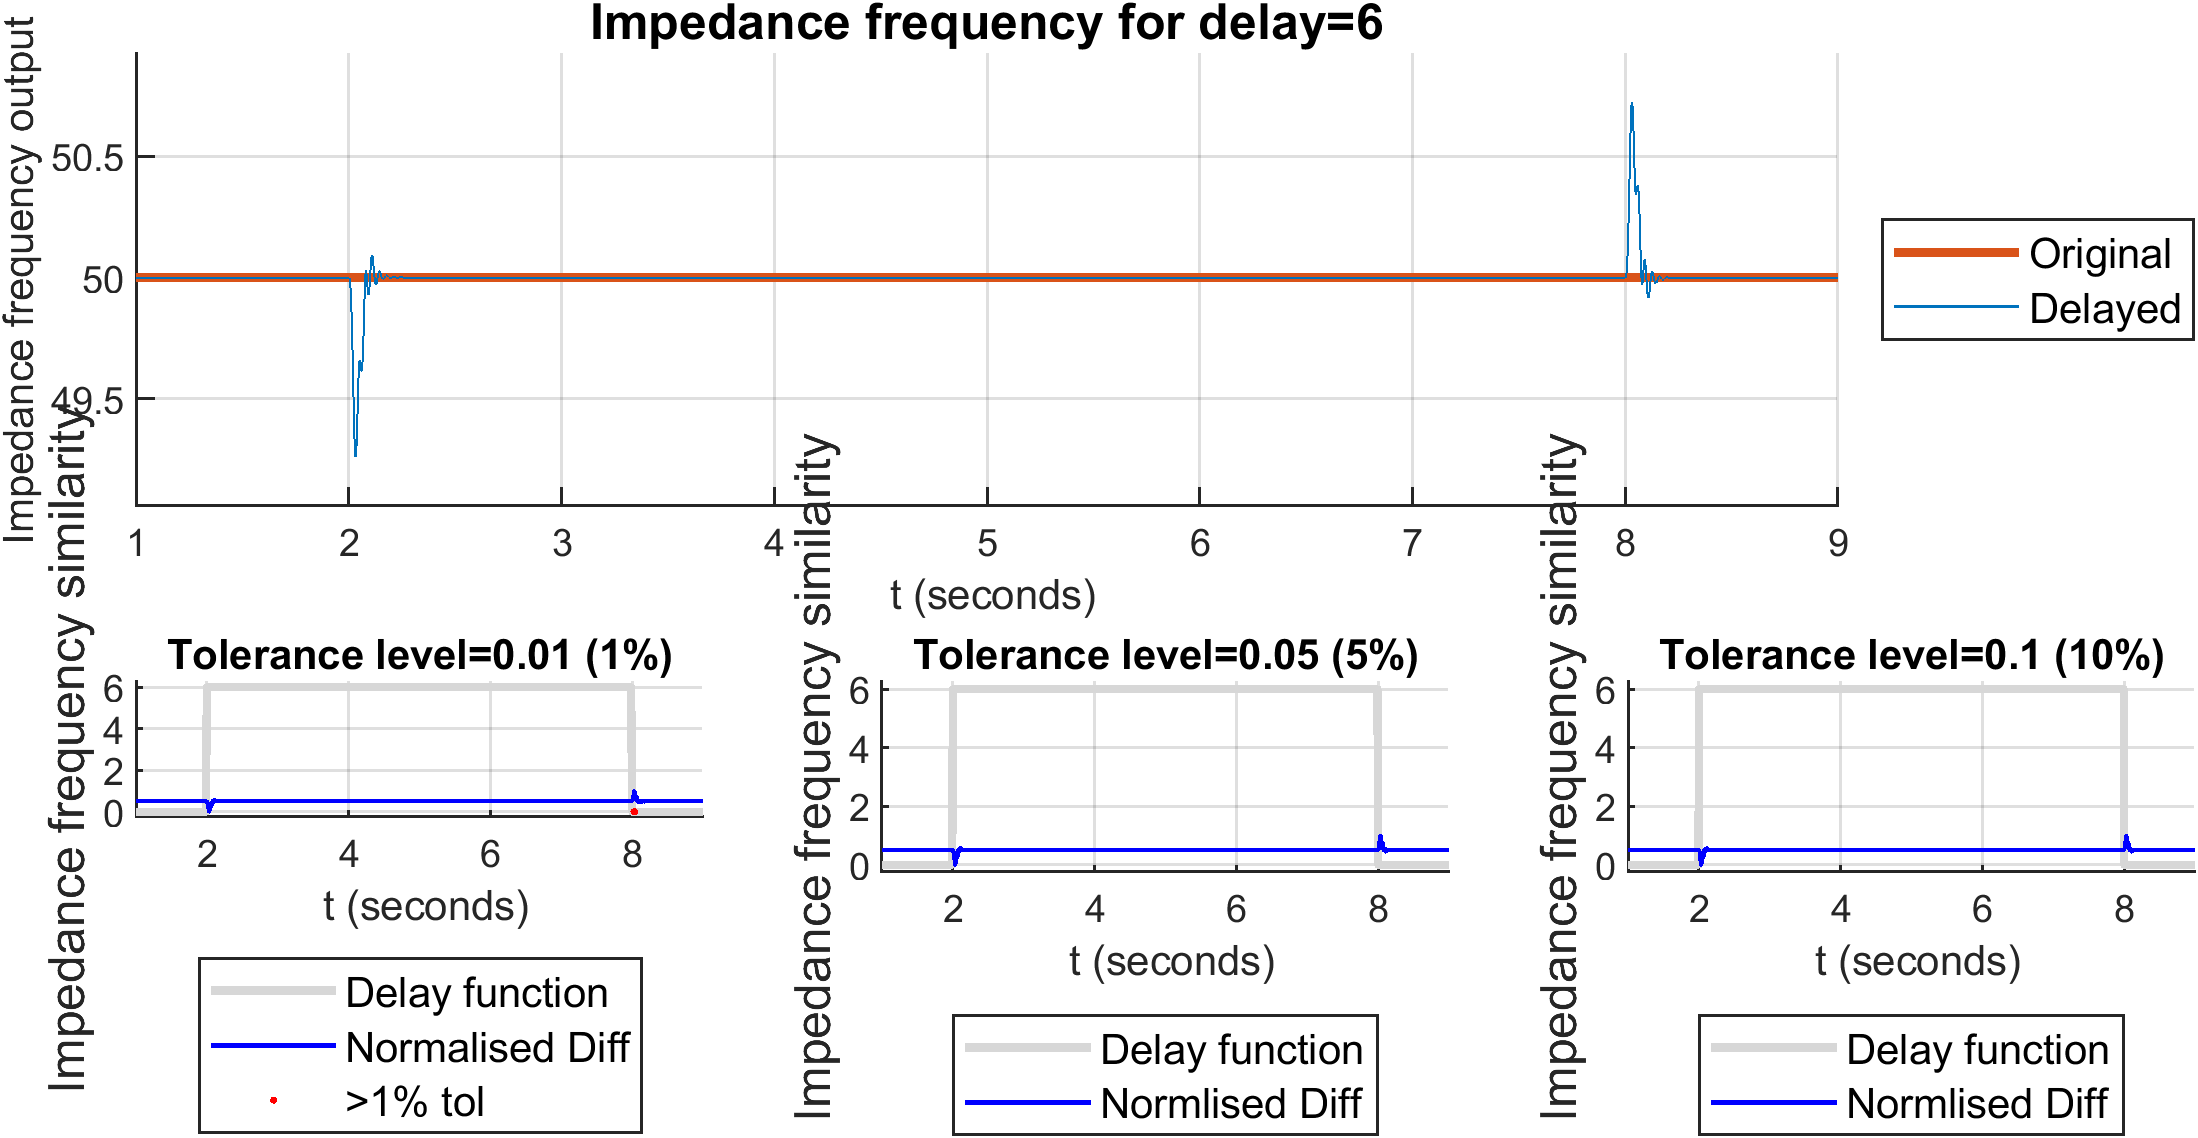 Impedance frequency for delay=6
Impedance frequency output
50.5
50
49.5
1 2 3 4 5 6 7 8 9
t (seconds)
Original
Delayed
Tolerance level=0.01 (1%)
Impedance frequency similarity
6
4
2
0
2 4 6 8
t (seconds)
Delay function
Normalised Diff
>1% tol
Tolerance level=0.05 (5%)
Impedance frequency similarity
6
4
2
0
2 4 6 8
t (seconds)
Delay function
Normlised Diff
Tolerance level=0.1 (10%)
Impedance frequency similarity
6
4
2
0
2 4 6 8
t (seconds)
Delay function
Normlised Diff